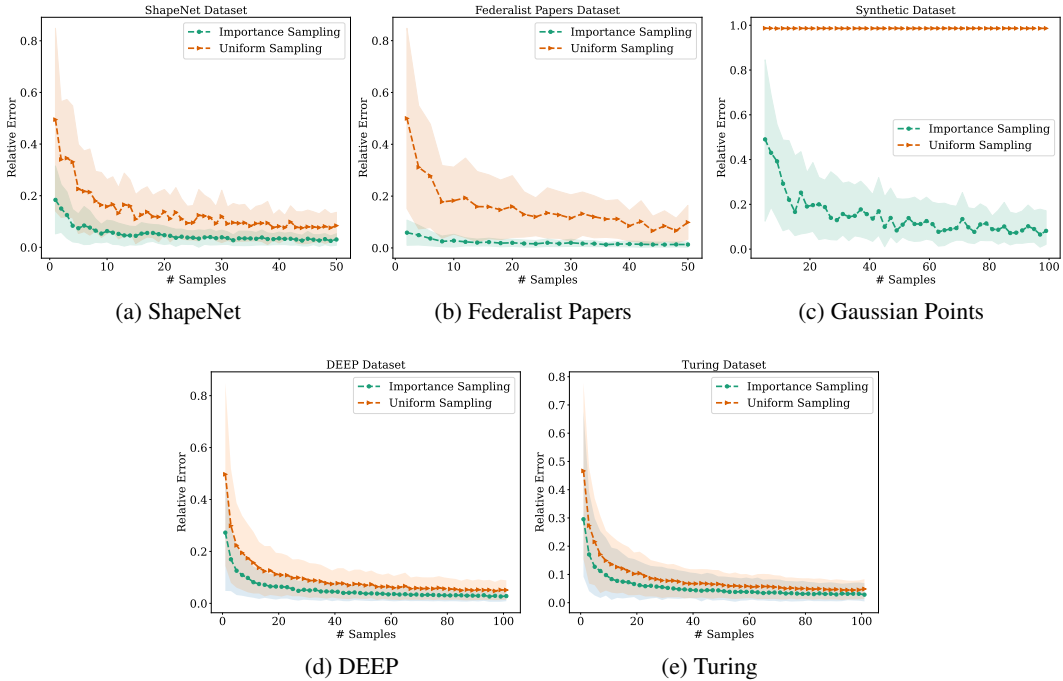 ShapeNet Dataset
Relative Error
0.8
0.6
0.4
0.2
0.0
Importance Sampling
Uniform Sampling
0 10 20 30 40 50
# Samples
(a) ShapeNet
Federalist Papers Dataset
Relative Error
0.8
0.6
0.4
0.2
0.0
Importance Sampling
Uniform Sampling
0 10 20 30 40 50
# Samples
(b) Federalist Papers
Synthetic Dataset
Relative Error
1.0
0.8
0.6
0.4
0.2
0.0
Importance Sampling
Uniform Sampling
20 40 60 80 100
# Samples
(c) Gaussian Points
DEEP Dataset
Relative Error
0.8
0.6
0.4
0.2
0.0
Importance Sampling
Uniform Sampling
0 20 40 60 80 100
# Samples
(d) DEEP
Turing Dataset
Relative Error
0.8
0.7
0.6
0.5
0.4
0.3
0.2
0.1
0.0
Importance Sampling
Uniform Sampling
0 20 40 60 80 100
# Samples
(e) Turing